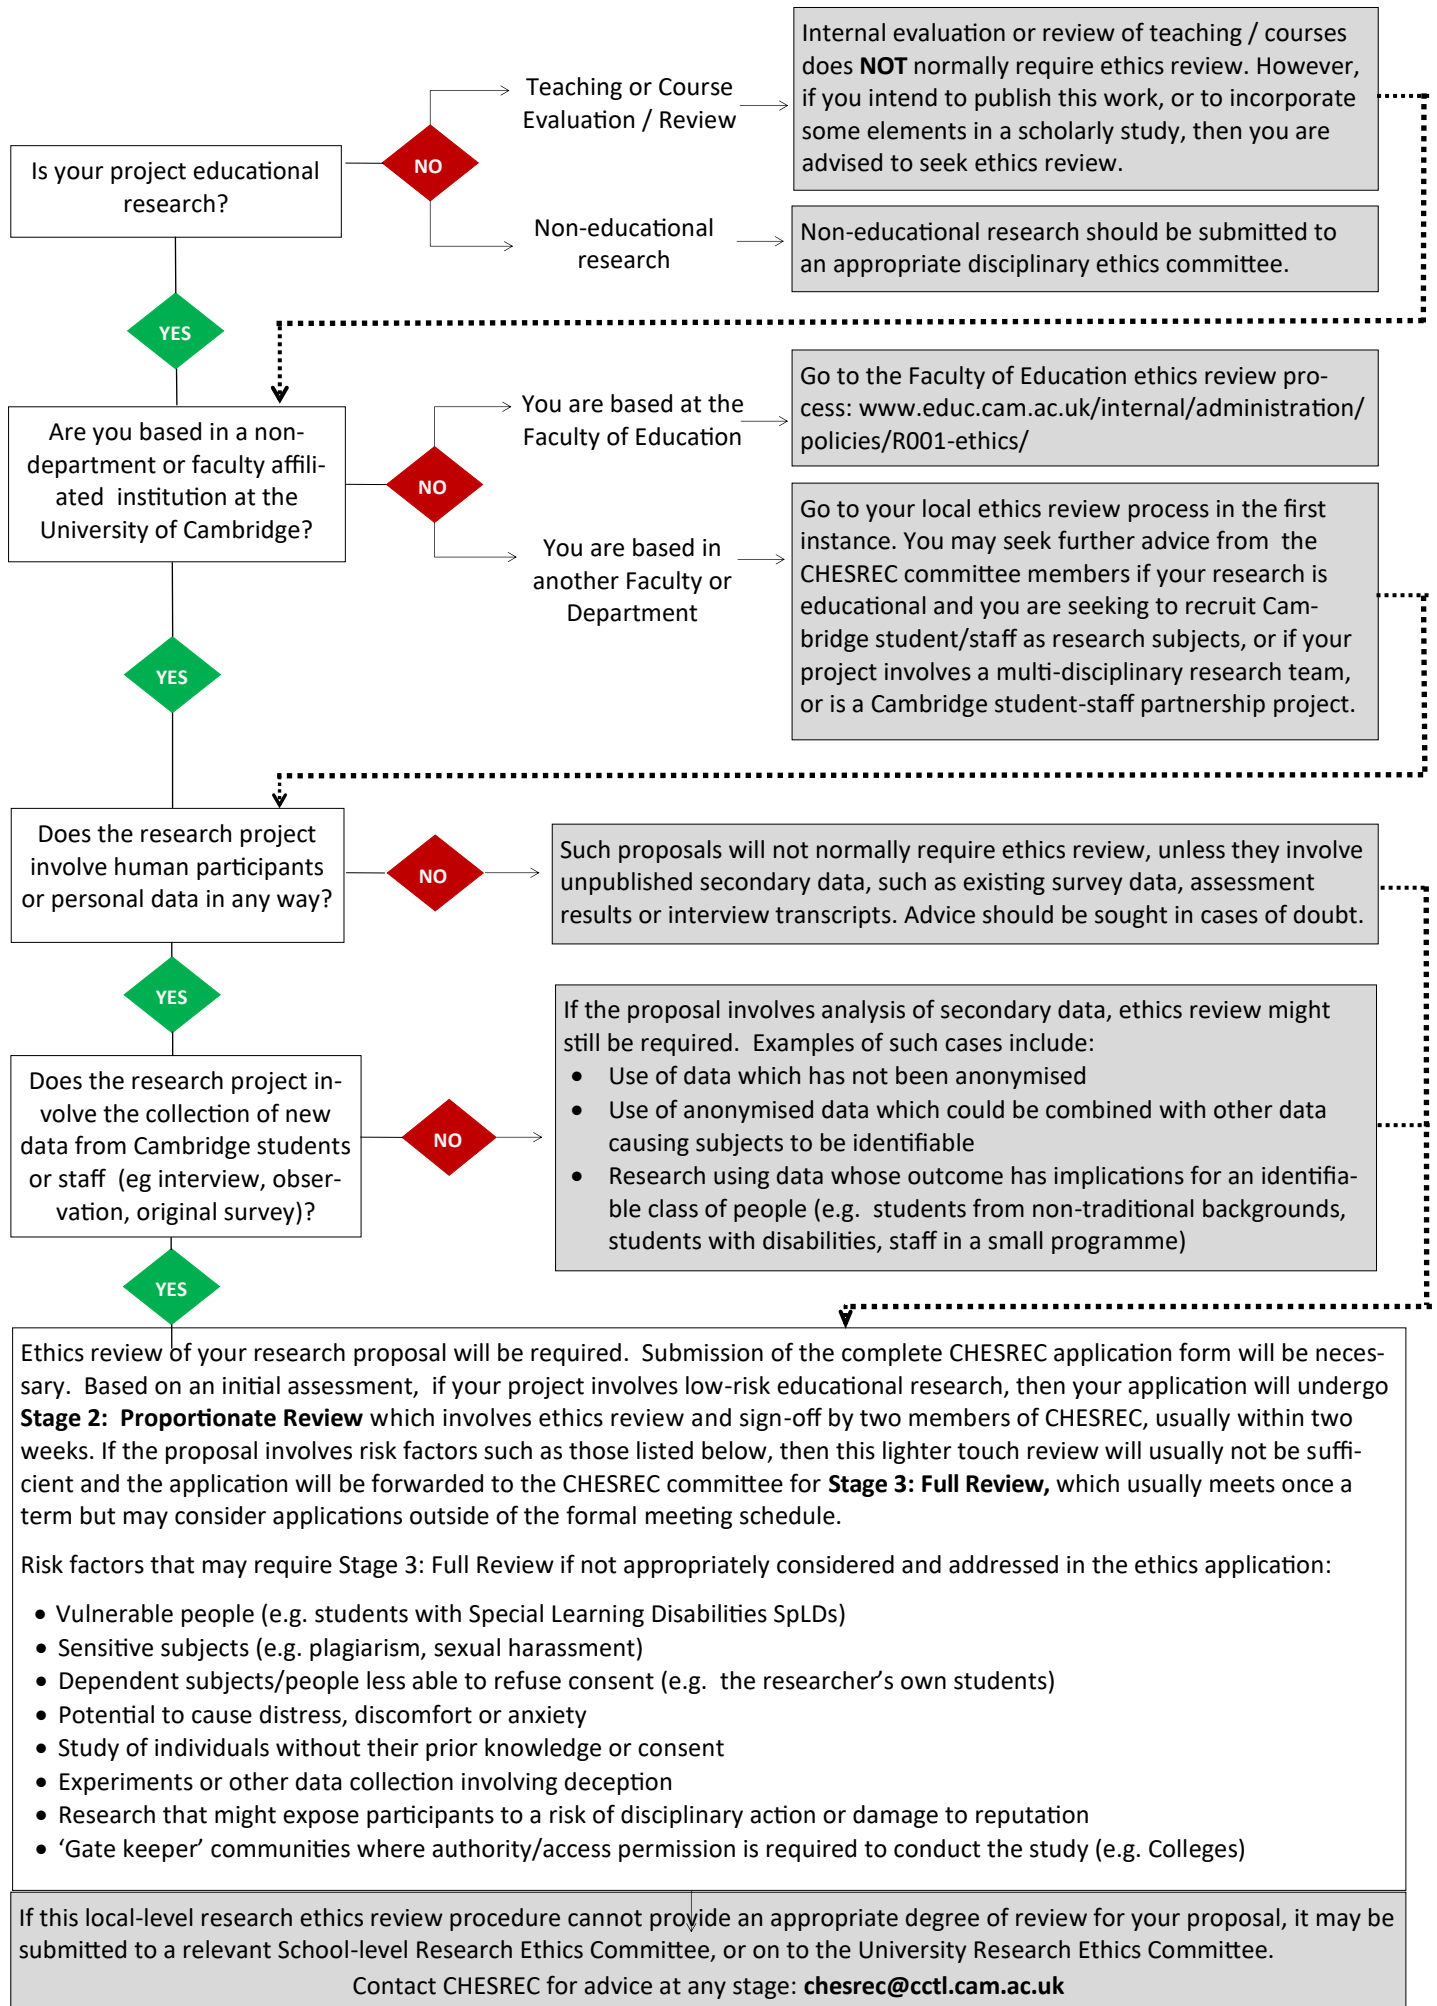 Is your project educational
research?
NO
Teaching or Course
Evaluation / Review
Internal evaluation or review of teaching / courses
does NOT normally require ethics review. However,
if you intend to publish this work, or to incorporate
some elements in a scholarly study, then you are
advised to seek ethics review.
Non-educational
research
Non-educational research should be submitted to
an appropriate disciplinary ethics committee.
YES
Are you based in a non-
department or faculty affili-
ated  institution at the
University of Cambridge?
NO
You are based at the
Faculty of Education
Go to the Faculty of Education ethics review pro-
cess: www.educ.cam.ac.uk/internal/administration/
policies/R001-ethics/
You are based in
another Faculty or
Department
Go to your local ethics review process in the first
instance. You may seek further advice from  the
CHESREC committee members if your research is
educational and you are seeking to recruit Cam-
bridge student/staff as research subjects, or if your
project involves a multi-disciplinary research team,
or is a Cambridge student-staff partnership project.
YES
Does the research project
involve human participants
or personal data in any way?
NO
Such proposals will not normally require ethics review, unless they involve
unpublished secondary data, such as existing survey data, assessment
results or interview transcripts. Advice should be sought in cases of doubt.
YES
Does the research project in-
volve the collection of new
data from Cambridge students
or staff  (eg interview, obser-
vation, original survey)?
NO
If the proposal involves analysis of secondary data, ethics review might
still be required.  Examples of such cases include:
• Use of data which has not been anonymised
• Use of anonymised data which could be combined with other data
causing subjects to be identifiable
• Research using data whose outcome has implications for an identifia-
ble class of people (e.g.  students from non-traditional backgrounds,
students with disabilities, staff in a small programme)
YES
Ethics review of your research proposal will be required.  Submission of the complete CHESREC application form will be neces-
sary.  Based on an initial assessment,  if your project involves low-risk educational research, then your application will undergo
Stage 2:  Proportionate Review which involves ethics review and sign-off by two members of CHESREC, usually within two
weeks. If the proposal involves risk factors such as those listed below, then this lighter touch review will usually not be suffi-
cient and the application will be forwarded to the CHESREC committee for Stage 3: Full Review, which usually meets once a
term but may consider applications outside of the formal meeting schedule.
Risk factors that may require Stage 3: Full Review if not appropriately considered and addressed in the ethics application:
• Vulnerable people (e.g. students with Special Learning Disabilities SpLDs)
• Sensitive subjects (e.g. plagiarism, sexual harassment)
• Dependent subjects/people less able to refuse consent (e.g.  the researcher’s own students)
• Potential to cause distress, discomfort or anxiety
• Study of individuals without their prior knowledge or consent
• Experiments or other data collection involving deception
• Research that might expose participants to a risk of disciplinary action or damage to reputation
• ‘Gate keeper’ communities where authority/access permission is required to conduct the study (e.g. Colleges)
If this local-level research ethics review procedure cannot provide an appropriate degree of review for your proposal, it may be
submitted to a relevant School-level Research Ethics Committee, or on to the University Research Ethics Committee.
Contact CHESREC for advice at any stage: chesrec@cctl.cam.ac.uk